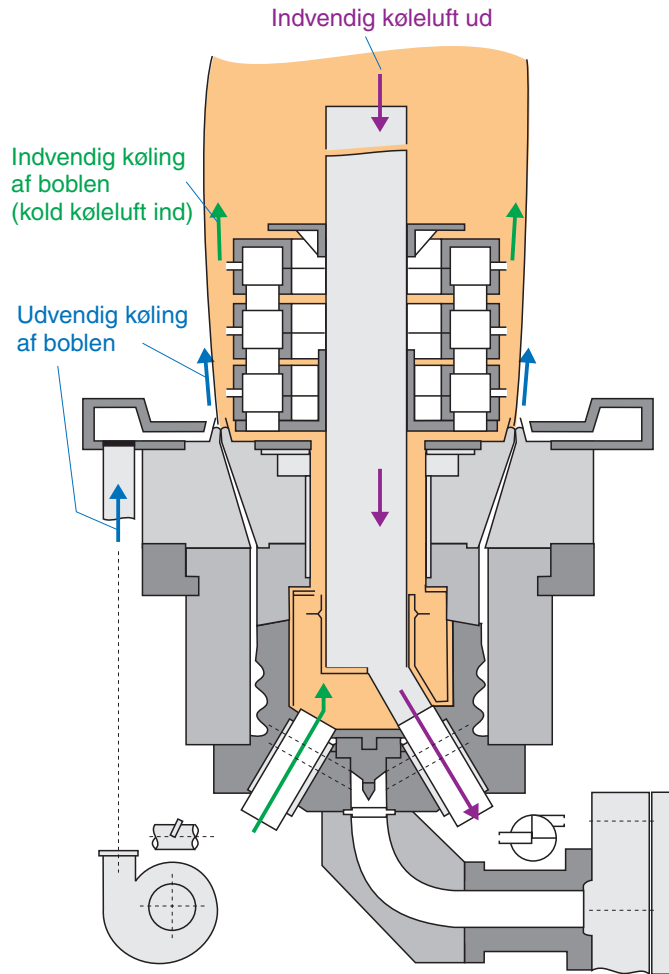 Indvendig køleluft ud
Indvendig køling
af boblen
(kold køleluft ind)
Udvendig køling
af boblen